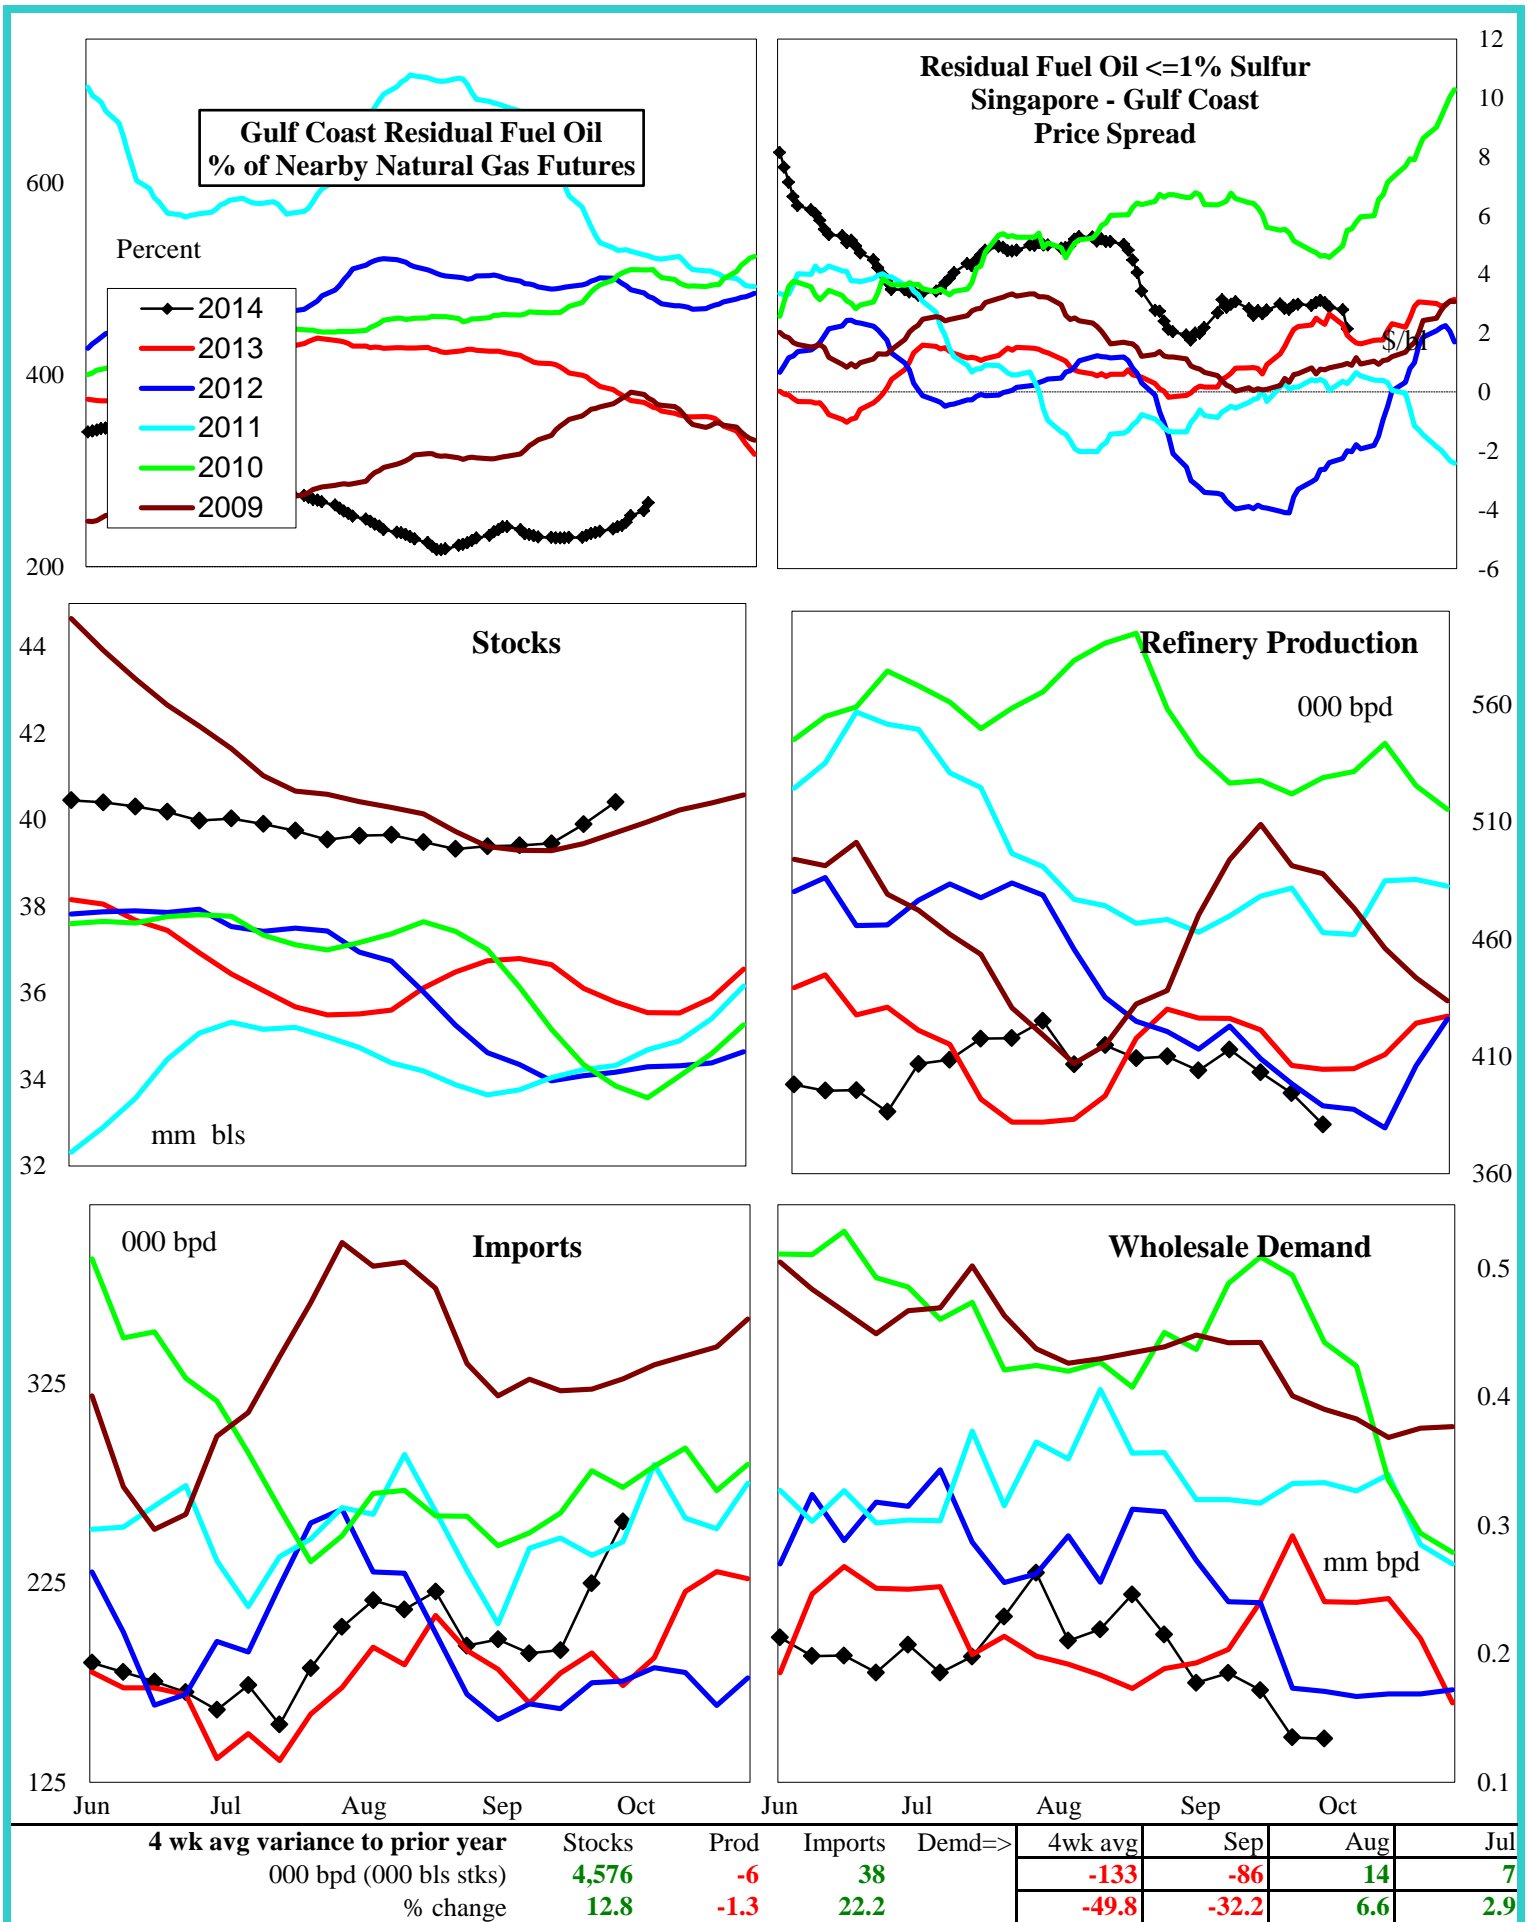 Gulf Coast Residual Fuel Oil
% of Nearby Natural Gas Futures
600
400
200
Percent
2014
2013
2012
2011
2010
2009
Residual Fuel Oil <=1% Sulfur
Singapore - Gulf Coast
Price Spread
12
10
8
6
4
2
0
-2
-4
-6
$/bl
Stocks
44
42
40
38
36
34
32
mm bls
Refinery Production
000 bpd
560
510
460
410
360
000 bpd
Imports
325
225
125
Jun Jul Aug Sep Oct
Wholesale Demand
0.5
0.4
0.3
0.2
0.1
mm bpd
Jun Jul Aug Sep Oct
4 wk avg variance to prior year Stocks Prod Imports Demd=> 4wk avg Sep Aug Jul
000 bpd (000 bls stks) 4,576 -6 38 -133 -86 14 7
% change 12.8 -1.3 22.2 -49.8 -32.2 6.6 2.9